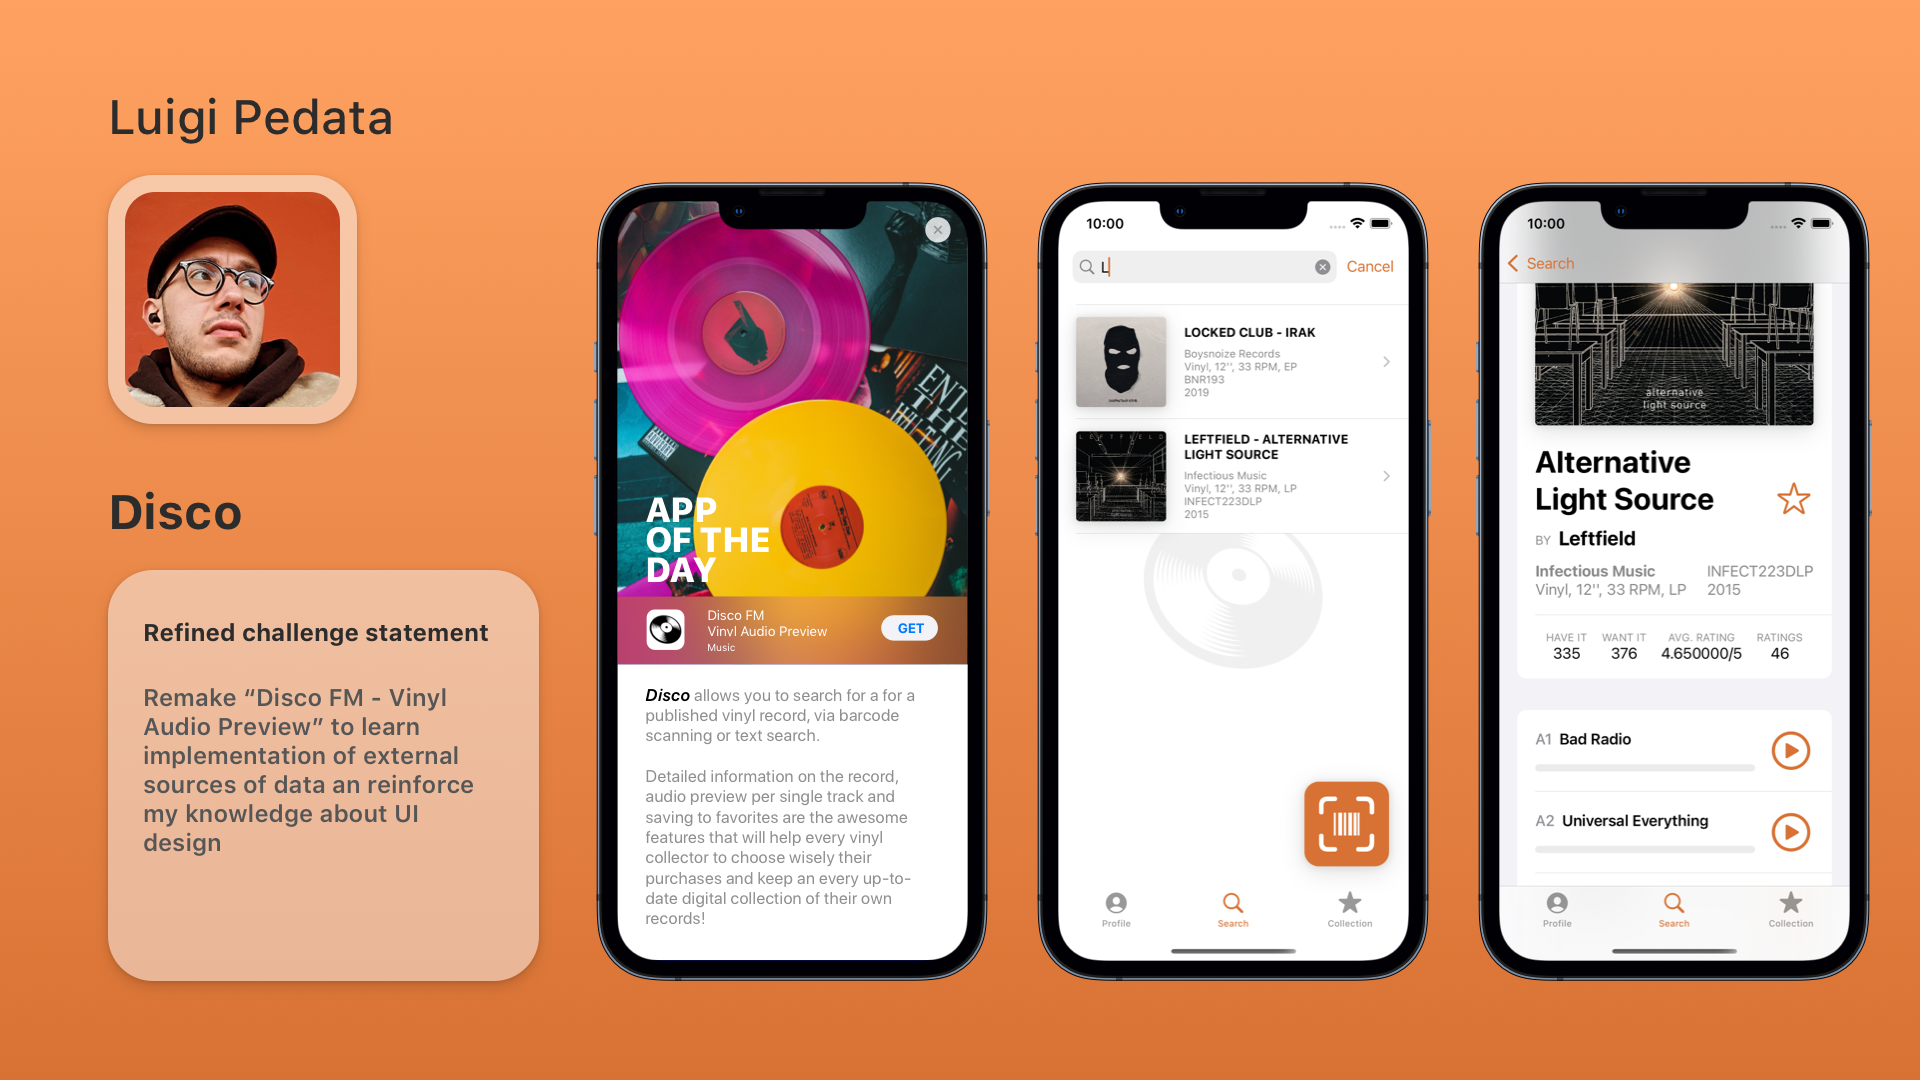 Luigi Pedata
Disco
Refined challenge statement
Remake “Disco FM - Vinyl
Audio Preview” to learn
implementation of external
sources of data an reinforce
my knowledge about UI
design
APP
OF THE
DAY
Disco FM
Vinyl Audio Preview
Music
GET
Disco allows you to search for a for a
published vinyl record, via barcode
scanning or text search.
Detailed information on the record,
audio preview per single track and
saving to favorites are the awesome
features that will help every vinyl
collector to choose wisely their
purchases and keep an every up-to-
date digital collection of their own
records!
10:00
L
Cancel
LOCKED CLUB - IRAK
Boysnoize Records
Vinyl, 12'', 33 RPM, EP
BNR193
2019
LEFTFIELD
LEFTFIELD - ALTERNATIVE
LIGHT SOURCE
Infectious Music
Vinyl, 12'', 33 RPM, LP
INFECT223DLP
2015
Profile
Search
Collection
10:00
Search
alternative
light source
Alternative
Light Source
BY Leftfield
Infectious Music INFECT223DLP
Vinyl, 12'', 33 RPM, LP 2015
HAVE IT WANT IT AVG. RATING RATINGS
335 376 4.650000/5 46
A1 Bad Radio
A2 Universal Everything
Profile
Search
Collection